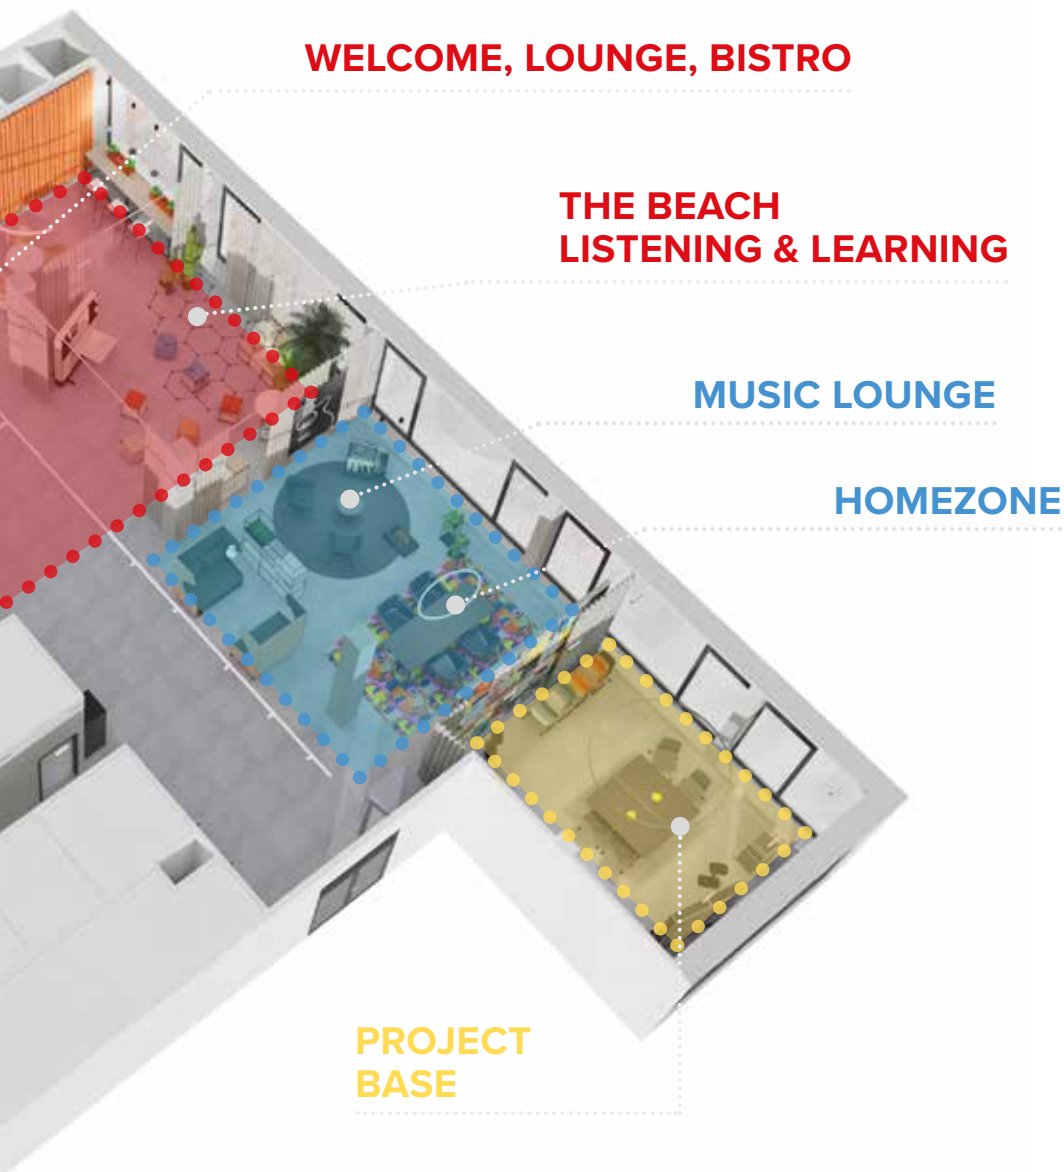 WELCOME, LOUNGE, BISTRO
THE BEACH
LISTENING & LEARNING
MUSIC LOUNGE
HOMEZONE
PROJECT
BASE